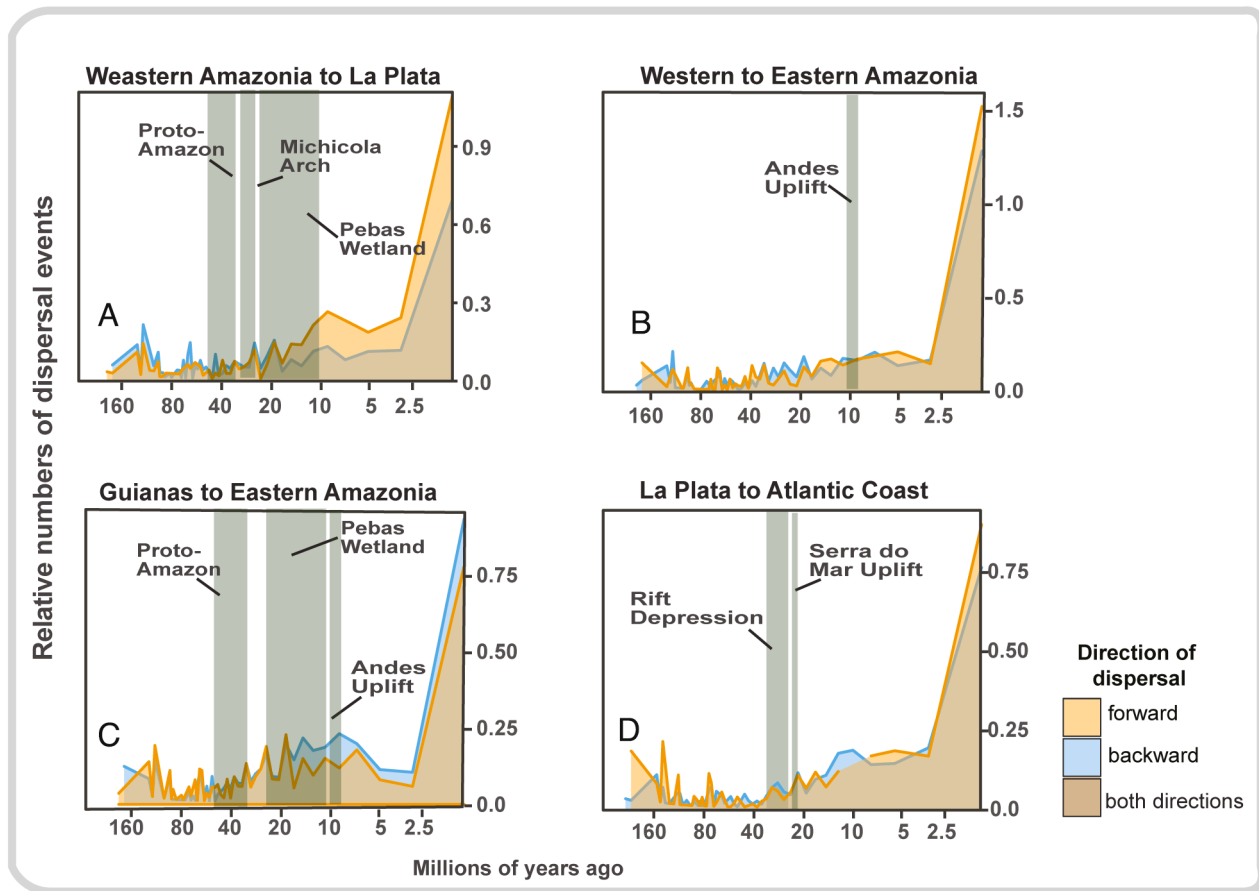 Weastern Amazonia to La Plata
Proto-
Amazon
Michicola
Arch
Pebas
Wetland
A
0.9
0.6
0.3
0.0
160 80 40 20 10 5 2.5
Western to Eastern Amazonia
Andes
Uplift
B
1.5
1.0
0.5
0.0
160 80 40 20 10 5 2.5
Relative numbers of dispersal events
Guianas to Eastern Amazonia
Proto-
Amazon
Pebas
Wetland
Andes
Uplift
C
0.75
0.50
0.25
0.0
160 80 40 20 10 5 2.5
La Plata to Atlantic Coast
Serra do
Mar Uplift
Rift
Depression
D
0.75
0.50
0.25
0.0
160 80 40 20 10 5 2.5
Millions of years ago
Direction of
dispersal
forward
backward
both directions